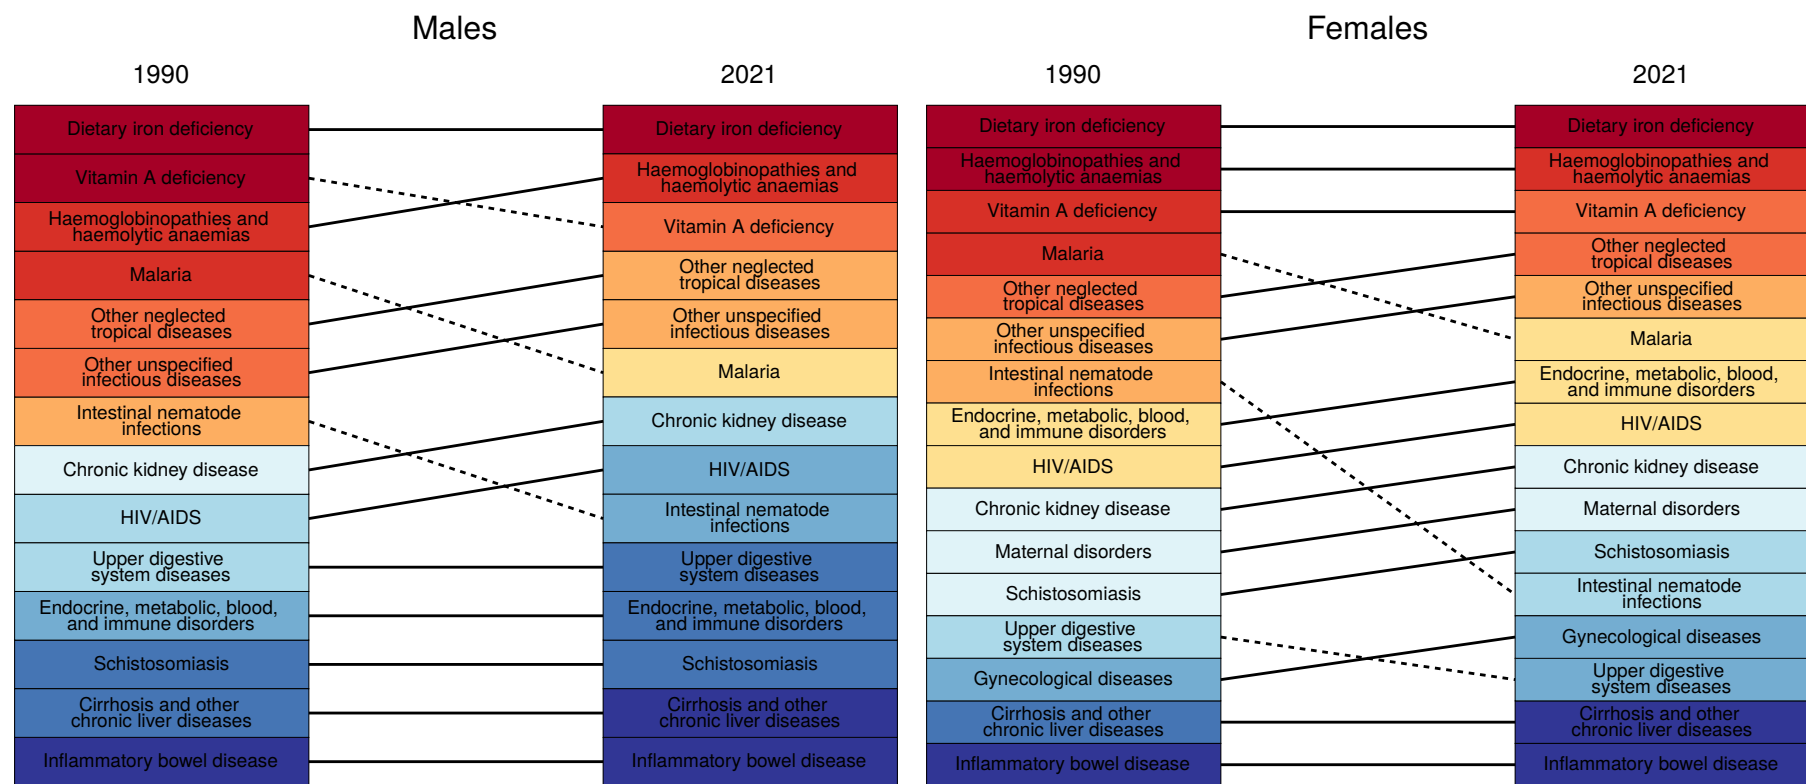 Males
1990
2021
Dietary iron deficiency
Vitamin A deficiency
Haemoglobinopathies and
haemolytic anaemias
Malaria
Other neglected
tropical diseases
Other unspecified
infectious diseases
Intestinal nematode
infections
Chronic kidney disease
HIV/AIDS
Upper digestive
system diseases
Endocrine, metabolic, blood,
and immune disorders
Schistosomiasis
Cirrhosis and other
chronic liver diseases
Inflammatory bowel disease
Dietary iron deficiency
Haemoglobinopathies and
haemolytic anaemias
Vitamin A deficiency
Other neglected
tropical diseases
Other unspecified
infectious diseases
Malaria
Chronic kidney disease
HIV/AIDS
Intestinal nematode
infections
Upper digestive
system diseases
Endocrine, metabolic, blood,
and immune disorders
Schistosomiasis
Cirrhosis and other
chronic liver diseases
Inflammatory bowel disease
Females
1990
2021
Dietary iron deficiency
Haemoglobinopathies and
haemolytic anaemias
Vitamin A deficiency
Malaria
Other neglected
tropical diseases
Other unspecified
infectious diseases
Intestinal nematode
infections
Endocrine, metabolic, blood,
and immune disorders
HIV/AIDS
Chronic kidney disease
Maternal disorders
Schistosomiasis
Upper digestive
system diseases
Gynecological diseases
Cirrhosis and other
chronic liver diseases
Inflammatory bowel disease
Dietary iron deficiency
Haemoglobinopathies and
haemolytic anaemias
Vitamin A deficiency
Other neglected
tropical diseases
Other unspecified
infectious diseases
Malaria
Endocrine, metabolic, blood,
and immune disorders
HIV/AIDS
Chronic kidney disease
Maternal disorders
Schistosomiasis
Intestinal nematode
infections
Gynecological diseases
Upper digestive
system diseases
Cirrhosis and other
chronic liver diseases
Inflammatory bowel disease